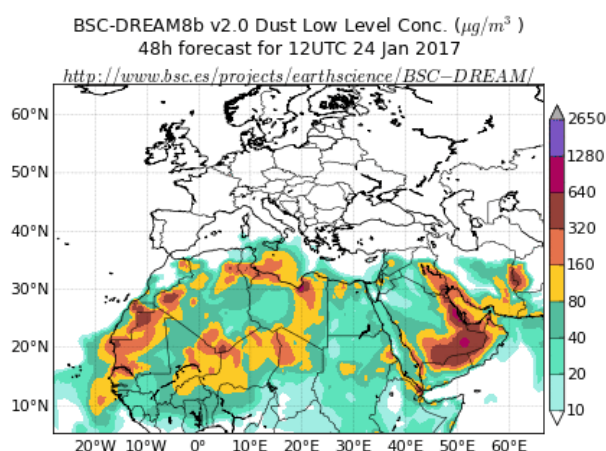 BSC-DREAM8b v2.0 Dust Low Level Conc. (μg/m³ )
48h forecast for 12UTC 24 Jan 2017
http://www.bsc.es/projects/earthscience/BSC−DREAM/
60°N
50°N
40°N
30°N
20°N
10°N
20°W
10°W
0°
10°E
20°E
30°E
40°E
50°E
60°E
2650
1280
640
320
160
80
40
20
10